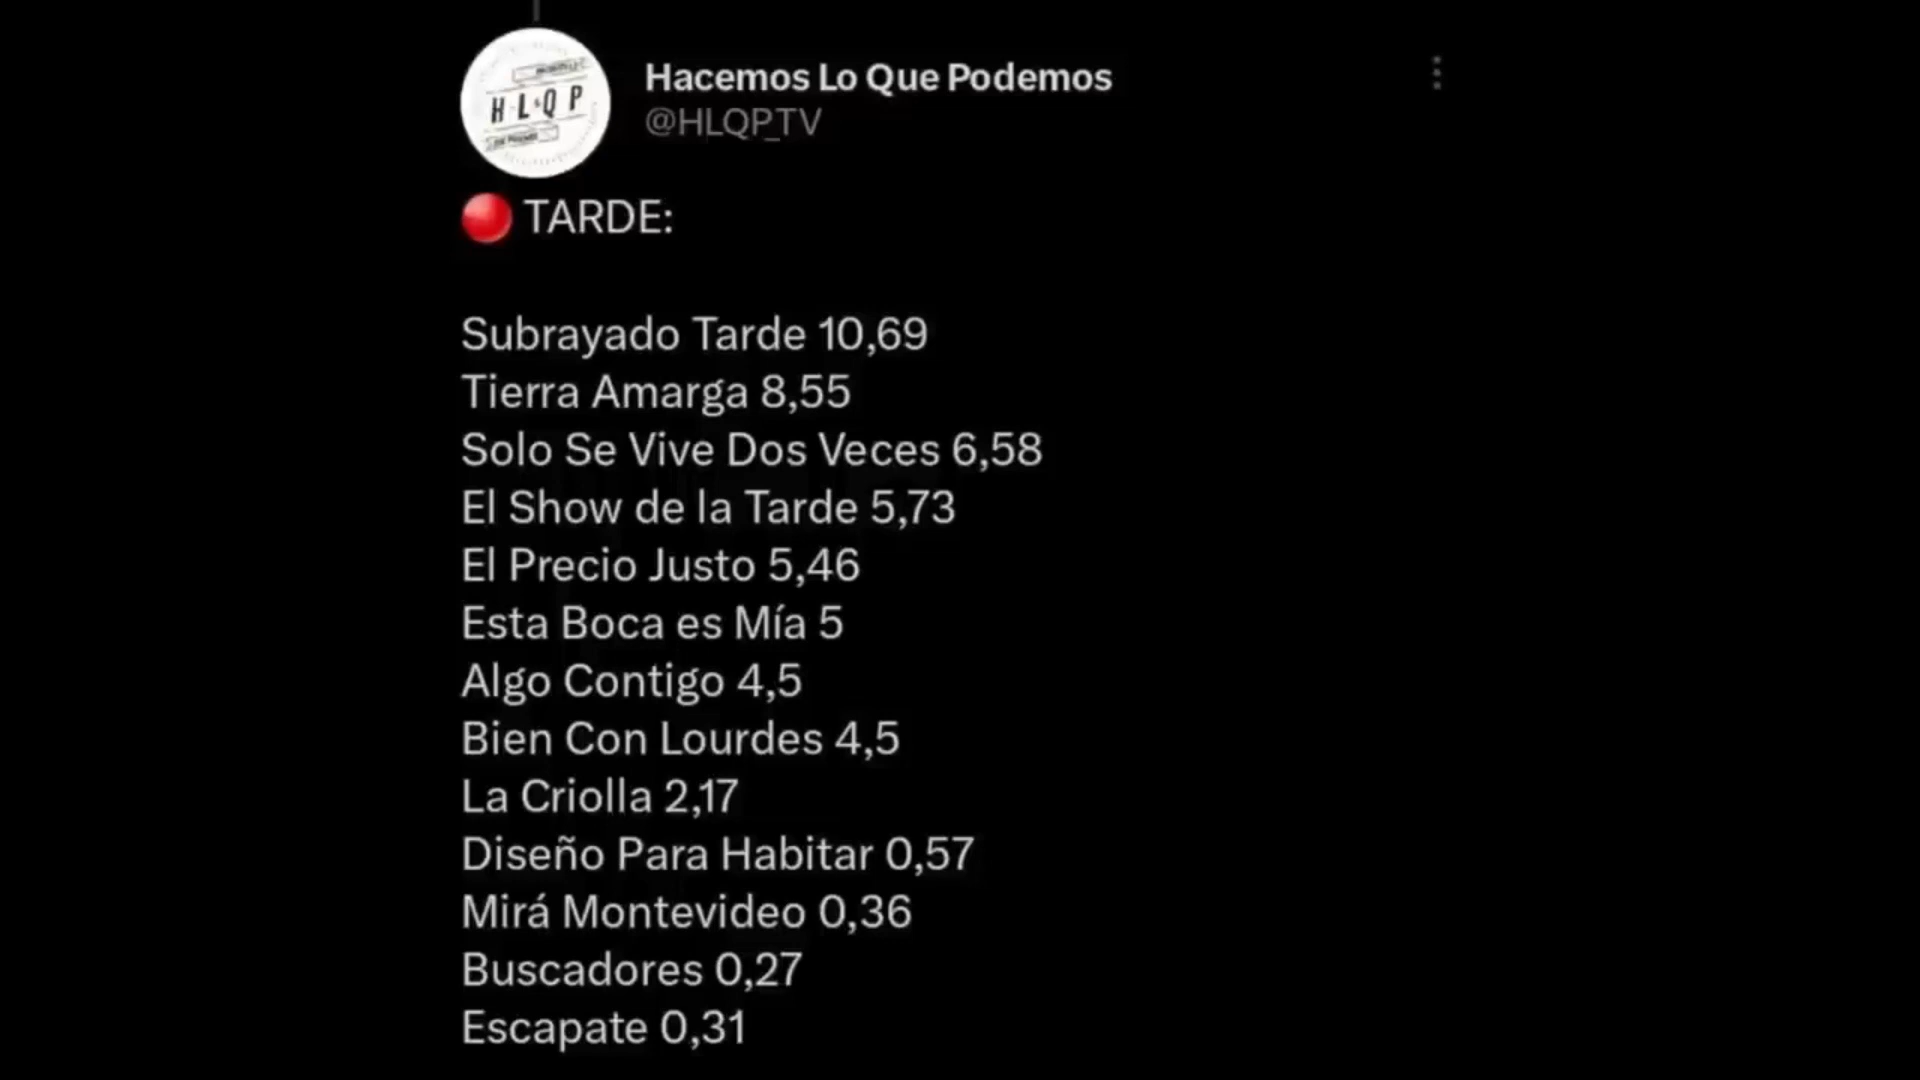 H L Q P
Hacemos Lo Que Podemos
@HLQP_TV
TARDE:
Subrayado Tarde 10,69
Tierra Amarga 8,55
Solo Se Vive Dos Veces 6,58
El Show de la Tarde 5,73
El Precio Justo 5,46
Esta Boca es Mía 5
Algo Contigo 4,5
Bien Con Lourdes 4,5
La Criolla 2,17
Diseño Para Habitar 0,57
Mirá Montevideo 0,36
Buscadores 0,27
Escapate 0,31